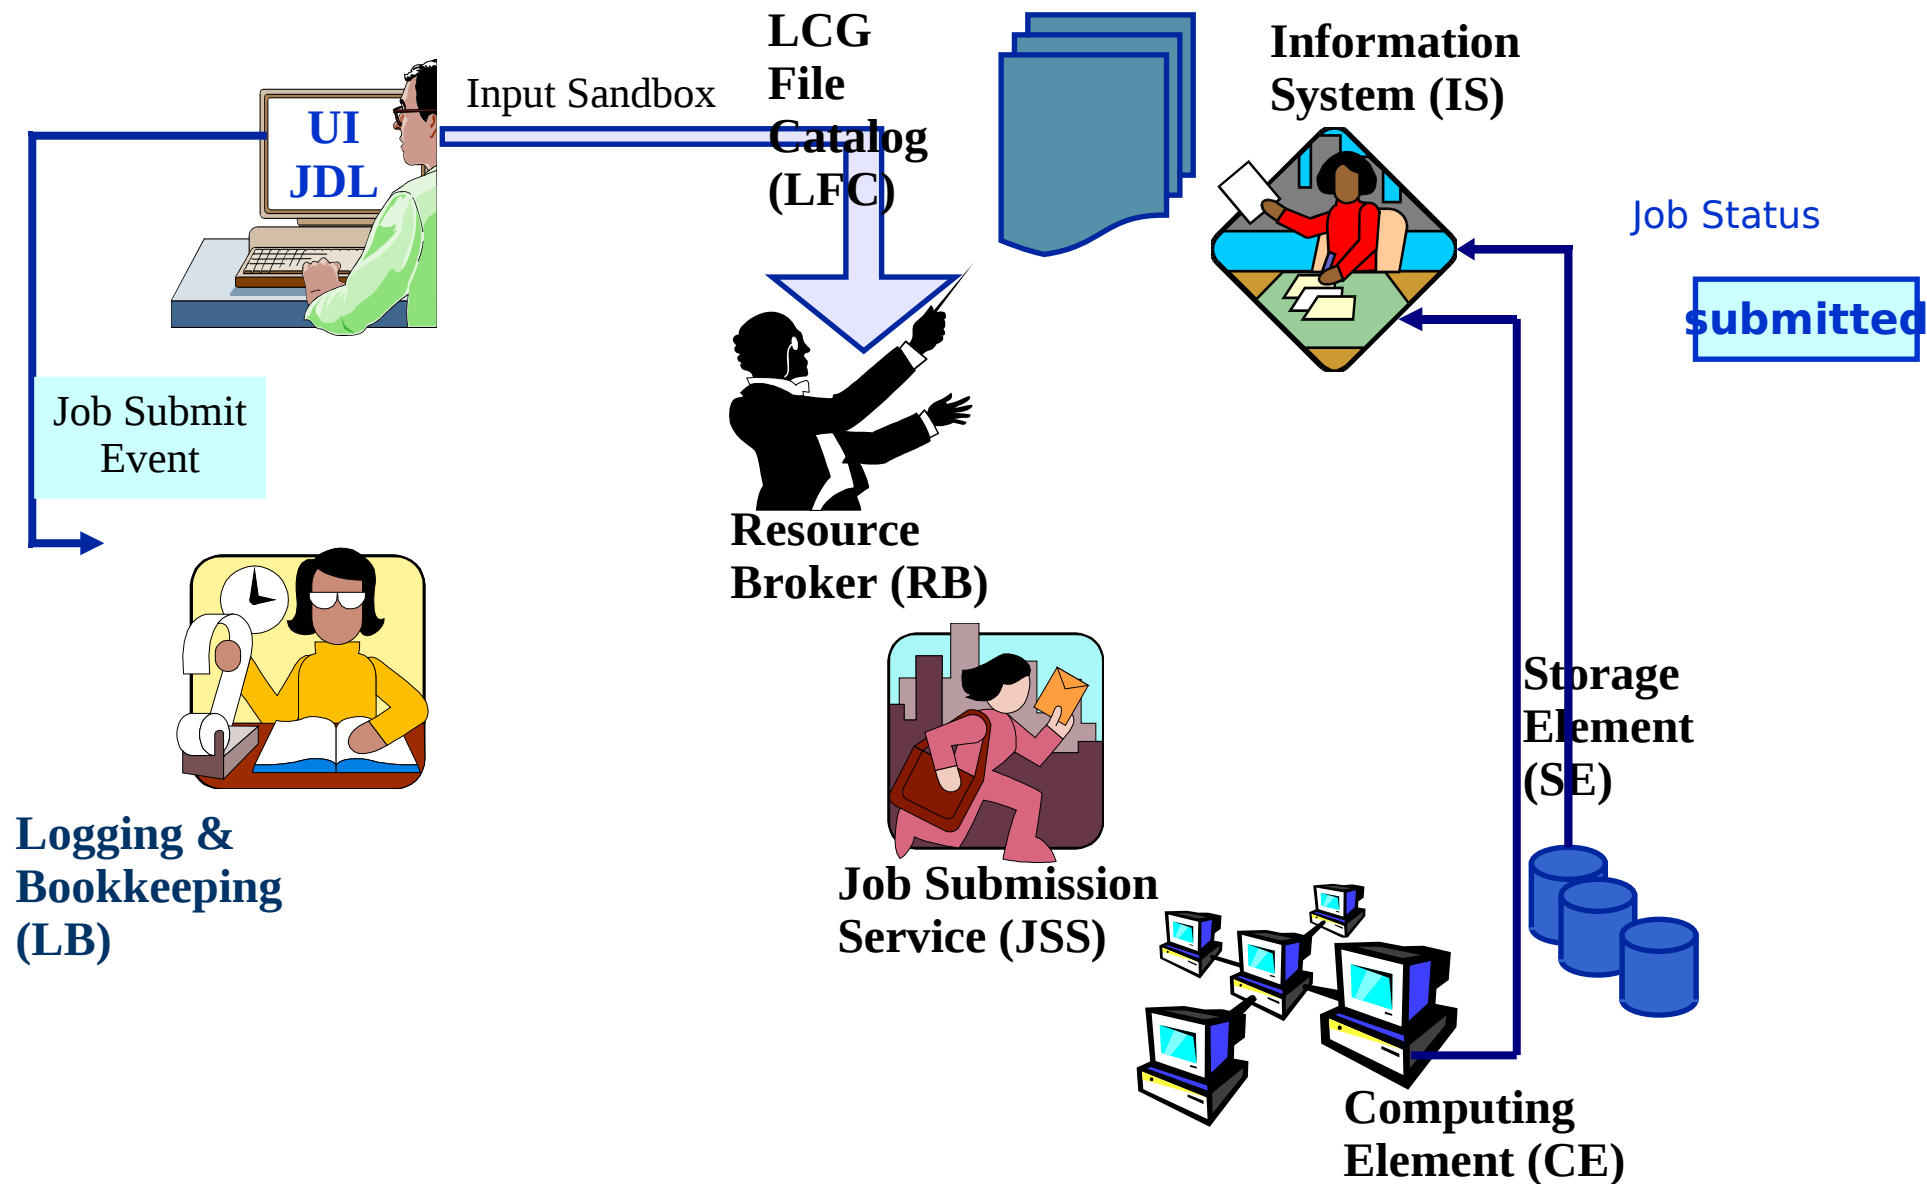 LCG
File
Catalog
(LFC)
Information
System (IS)
Input Sandbox
UI
JDL
Job Status
submitted
Job Submit
Event
Resource
Broker (RB)
Storage
Element
(SE)
Logging &
Bookkeeping
(LB)
Job Submission
Service (JSS)
Computing
Element (CE)